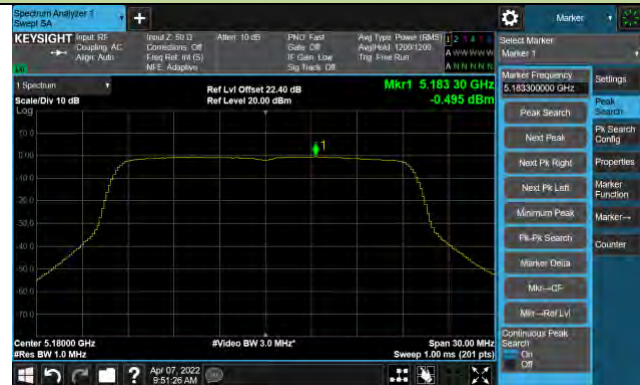 Spectrum Analyzer 1
Swept SA
+
Marker
KEYSIGHT
Input: RF
Coupling: AC
Align: Auto
Input Z: 50 Ω
Corrections: Off
Freq Ref: Int (S)
NFE: Adaptive
Atten: 10 dB
PNO: Fast
Gate: Off
IF Gain: Low
Sig Track: Off
Avg Type: Power (RMS)
Avg|Hold: 1200/1200
Trig: Free Run
A W W W W W
A N N N N N
Select Marker
Marker 1
1 Spectrum
Scale/Div 10 dB
Log
Ref Lvl Offset 22.40 dB
Ref Level 20.00 dBm
Mkr1 5.183 30 GHz
-0.495 dBm
1
10.0
0.00
-10.0
-20.0
-30.0
-40.0
-50.0
-60.0
-70.0
Center 5.18000 GHz
#Res BW 1.0 MHz
#Video BW 3.0 MHz*
Span 30.00 MHz
Sweep 1.00 ms (201 pts)
Marker Frequency
5.183300000 GHz
Peak Search
Next Peak
Next Pk Right
Next Pk Left
Minimum Peak
Pk-Pk Search
Marker Delta
Mkr→CF
Mkr→Ref Lvl
Continuous Peak
Search
On
Off
Settings
Peak
Search
Pk Search
Config
Properties
Marker
Function
Marker→
Counter
?
Apr 07, 2022
9:51:26 AM